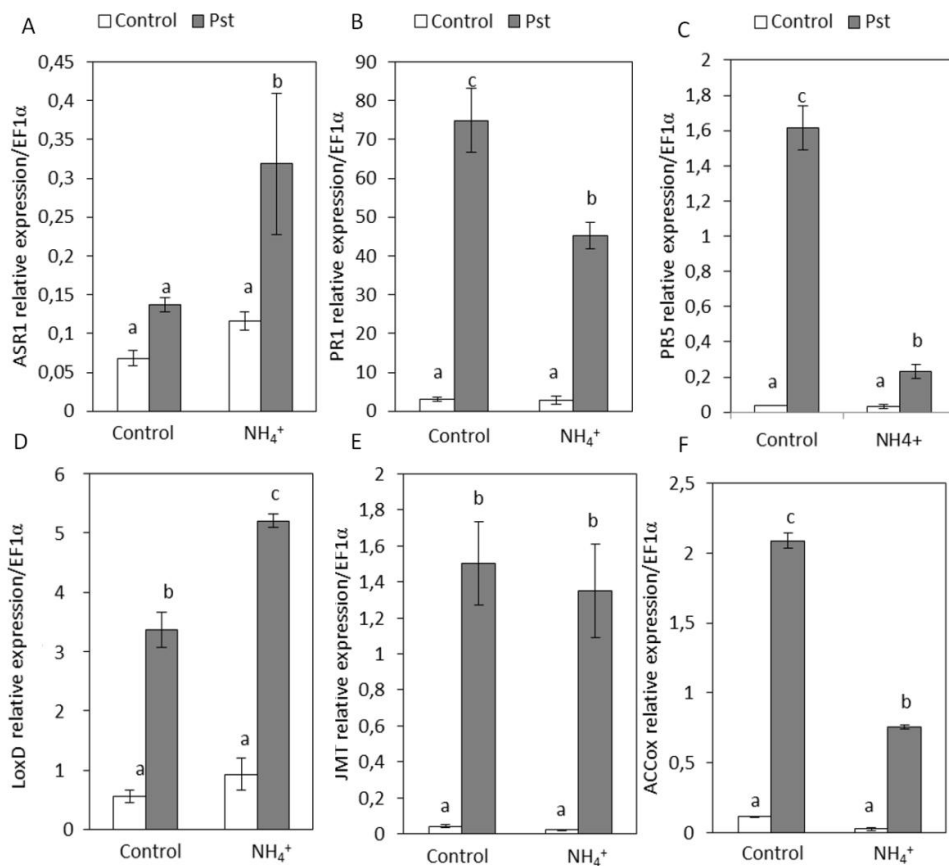 A
Control Pst
ASR1 relative expression/EF1α
0,45
0,4
0,35
0,3
0,25
0,2
0,15
0,1
0,05
0
a
a
a
b
Control
NH₄⁺
B
Control Pst
PR1 relative expression/EF1α
90
80
70
60
50
40
30
20
10
0
a
c
a
b
Control
NH₄⁺
C
Control Pst
PR5 relative expression/EF1α
2
1,8
1,6
1,4
1,2
1
0,8
0,6
0,4
0,2
0
a
c
a
b
Control
NH4+
D
LoxD relative expression/EF1α
6
5
4
3
2
1
0
a
b
a
c
Control
NH₄⁺
E
JMT relative expression/EF1α
2
1,8
1,6
1,4
1,2
1
0,8
0,6
0,4
0,2
0
a
b
a
b
Control
NH₄⁺
F
ACCox relative expression/EF1α
2,5
2
1,5
1
0,5
0
a
c
a
b
Control
NH₄⁺